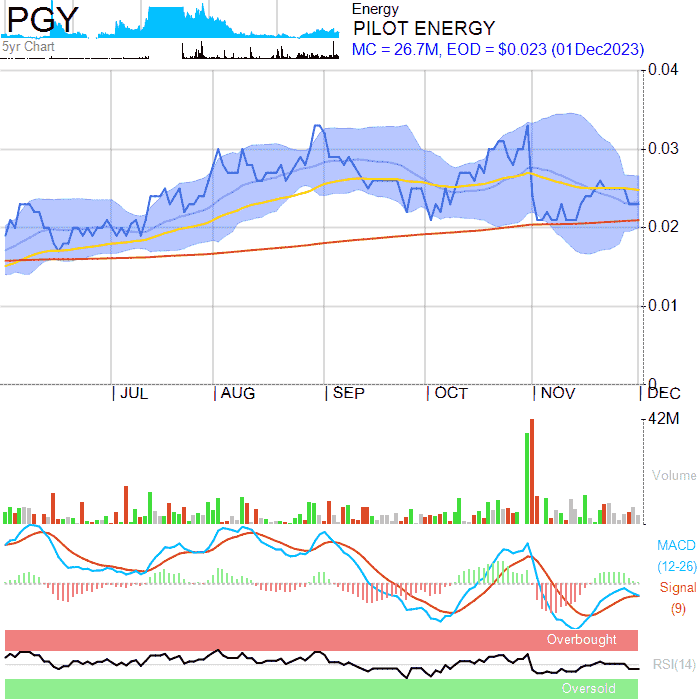 PGY
5yr Chart
Energy
PILOT ENERGY
MC = 26.7M, EOD = $0.023 (01Dec2023)
0.04
0.03
0.02
0.01
0
JUL
AUG
SEP
OCT
NOV
DEC
42M
Volume
MACD
(12-26)
Signal
(9)
Overbought
RSI(14)
Oversold